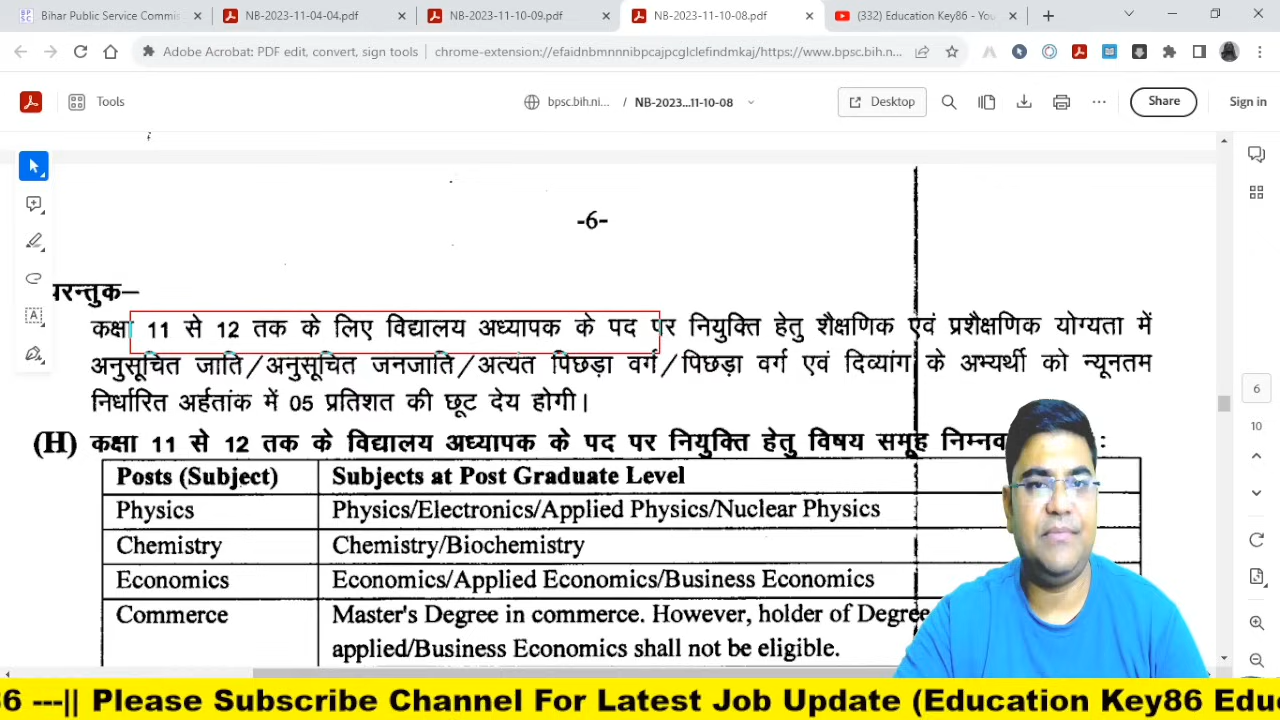 Bihar Public Service Commis
NB-2023-11-04-04.pdf
NB-2023-11-10-09.pdf
NB-2023-11-10-08.pdf
(332) Education Key86 - You
Adobe Acrobat: PDF edit, convert, sign tools
chrome-extension://efaidnbmnnnibpcajpcglclefindmkaj/https://www.bpsc.bih.n...
Tools
bpsc.bih.ni... / NB-2023...11-10-08
Desktop
Share
Sign in
-6-
परन्तुक—
कक्षा 11 से 12 तक के लिए विद्यालय अध्यापक के पद पर नियुक्ति हेतु शैक्षणिक एवं प्रशैक्षणिक योग्यता में
अनुसूचित जाति/अनुसूचित जनजाति/अत्यंत पिछड़ा वर्ग/पिछड़ा वर्ग एवं दिव्यांग के अभ्यर्थी को न्यूनतम
निर्धारित अर्हतांक में 05 प्रतिशत की छूट देय होगी।
(H) कक्षा 11 से 12 तक के विद्यालय अध्यापक के पद पर नियुक्ति हेतु विषय समूह :
Posts (Subject) Subjects at Post Graduate Level
Physics Physics/Electronics/Applied Physics/Nuclear Physics
Chemistry Chemistry/Biochemistry
Economics Economics/Applied Economics/Business Economics
Commerce Master's Degree in commerce. However, holder of Degree
applied/Business Economics shall not be eligible.
6
10
6 ---|| Please Subscribe Channel For Latest Job Update (Education Key86 Edu